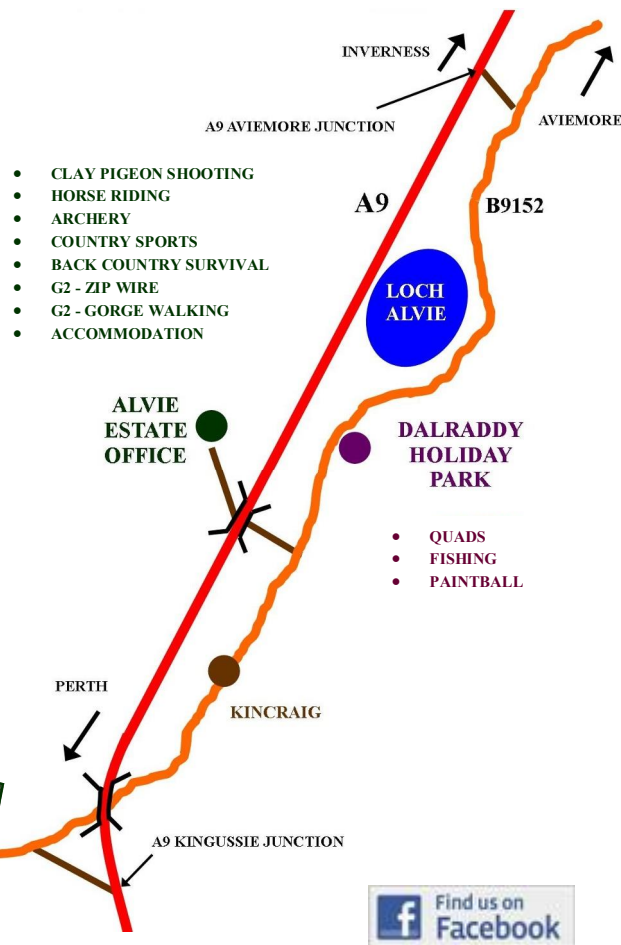 INVERNESS
AVIEMORE
A9 AVIEMORE JUNCTION
• CLAY PIGEON SHOOTING
• HORSE RIDING
• ARCHERY
• COUNTRY SPORTS
• BACK COUNTRY SURVIVAL
• G2 - ZIP WIRE
• G2 - GORGE WALKING
• ACCOMMODATION
A9
B9152
LOCH
ALVIE
ALVIE
ESTATE
OFFICE
DALRADDY
HOLIDAY
PARK
• QUADS
• FISHING
• PAINTBALL
PERTH
KINCRAIG
A9 KINGUSSIE JUNCTION
f
Find us on
Facebook